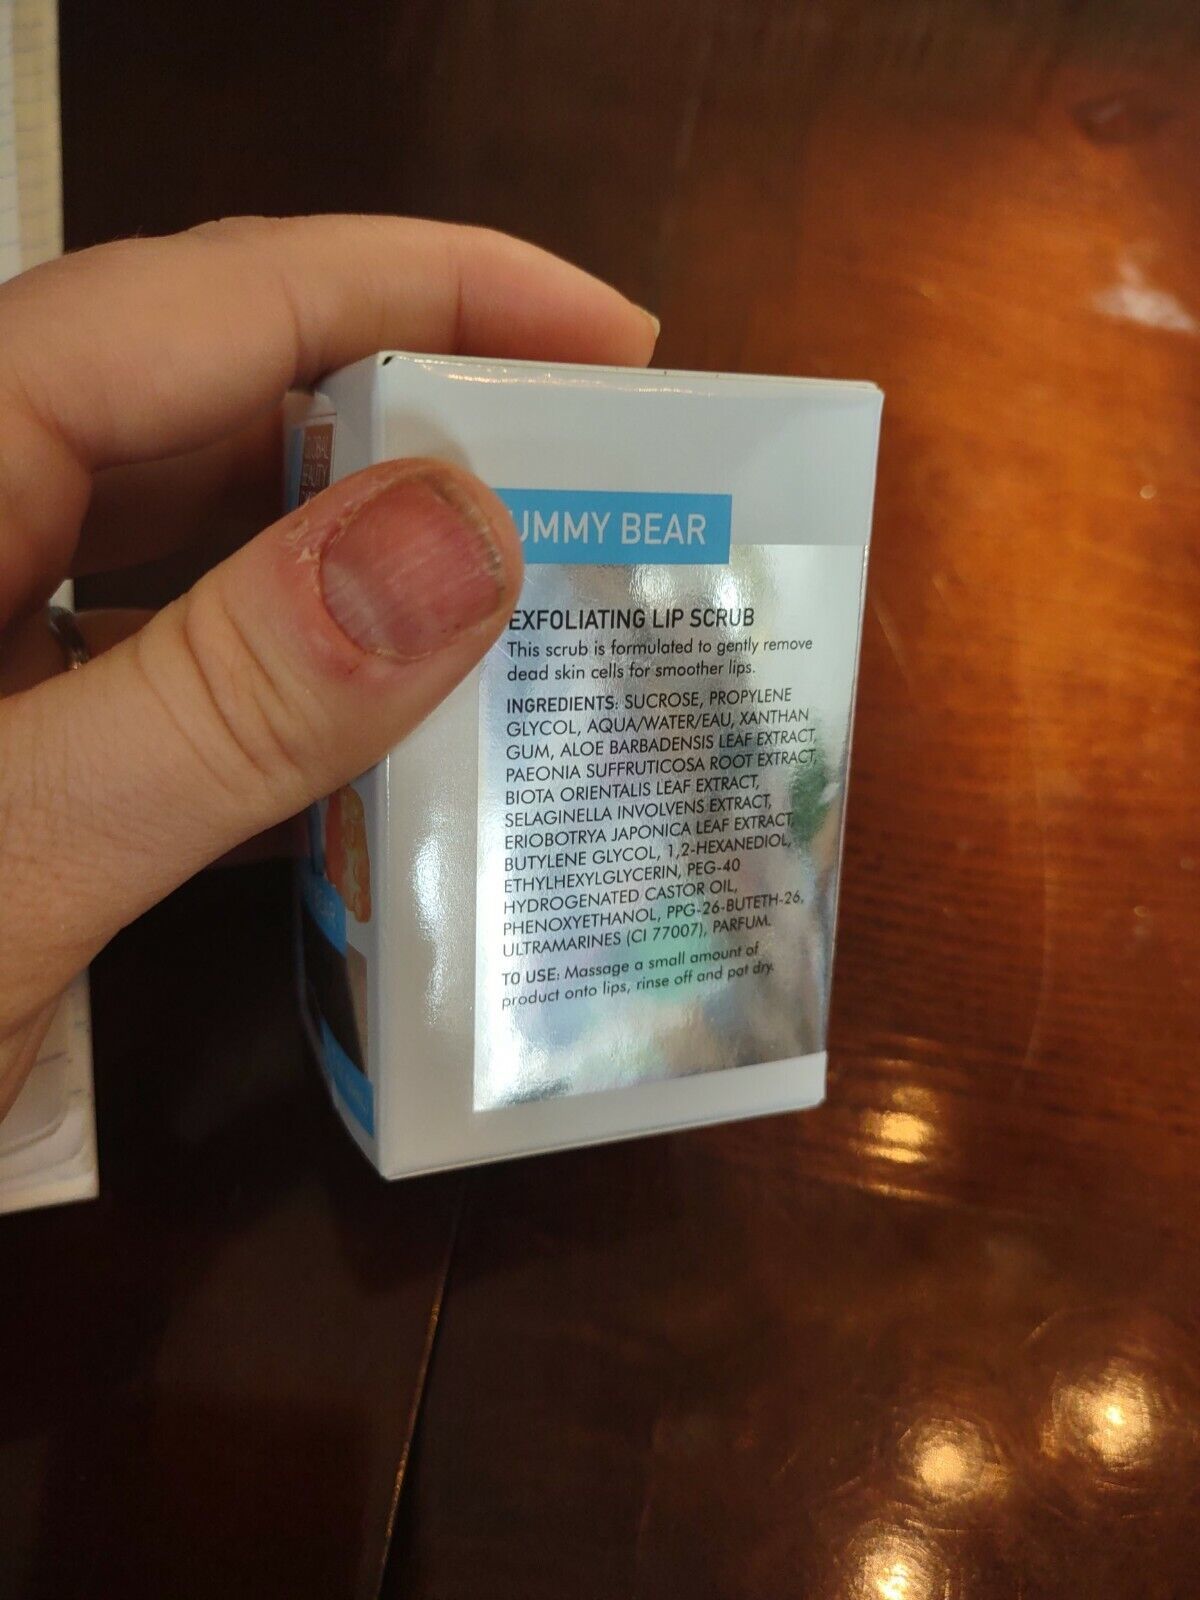 GLOBAL
BEAUTY
UMMY BEAR
EXFOLIATING LIP SCRUB
This scrub is formulated to gently remove
dead skin cells for smoother lips.
INGREDIENTS: SUCROSE, PROPYLENE
GLYCOL, AQUA/WATER/EAU, XANTHAN
GUM, ALOE BARBADENSIS LEAF EXTRACT,
PAEONIA SUFFRUTICOSA ROOT EXTRACT,
BIOTA ORIENTALIS LEAF EXTRACT,
SELAGINELLA INVOLVENS EXTRACT,
ERIOBOTRYA JAPONICA LEAF EXTRACT,
BUTYLENE GLYCOL, 1,2-HEXANEDIOL,
ETHYLHEXYLGLYCERIN, PEG-40
HYDROGENATED CASTOR OIL,
PHENOXYETHANOL, PPG-26-BUTETH-26,
ULTRAMARINES (CI 77007), PARFUM.
TO USE: Massage a small amount of
product onto lips, rinse off and pat dry.